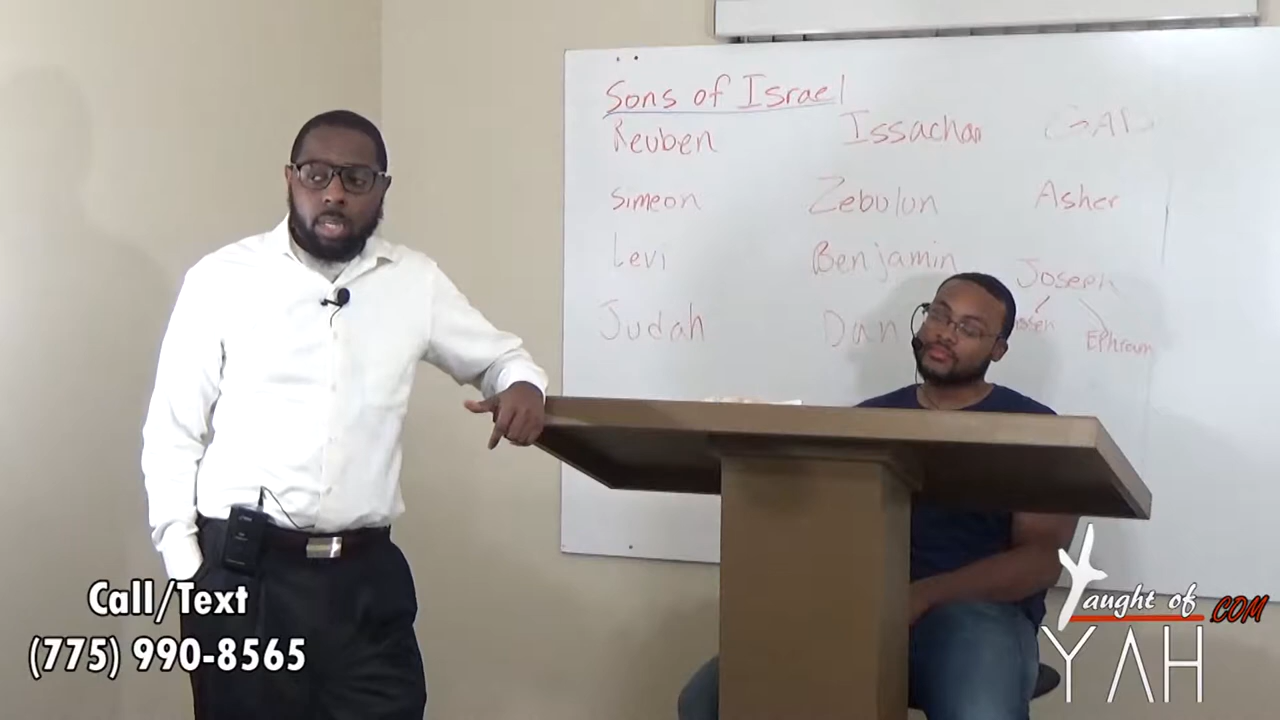 Sons of Israel
Reuben Issachar GAD
Simeon Zebulun Asher
Levi Benjamin Joseph
Judah Dan Ephraim
Call/Text
(775) 990-8565
Taught of .COM
YAH